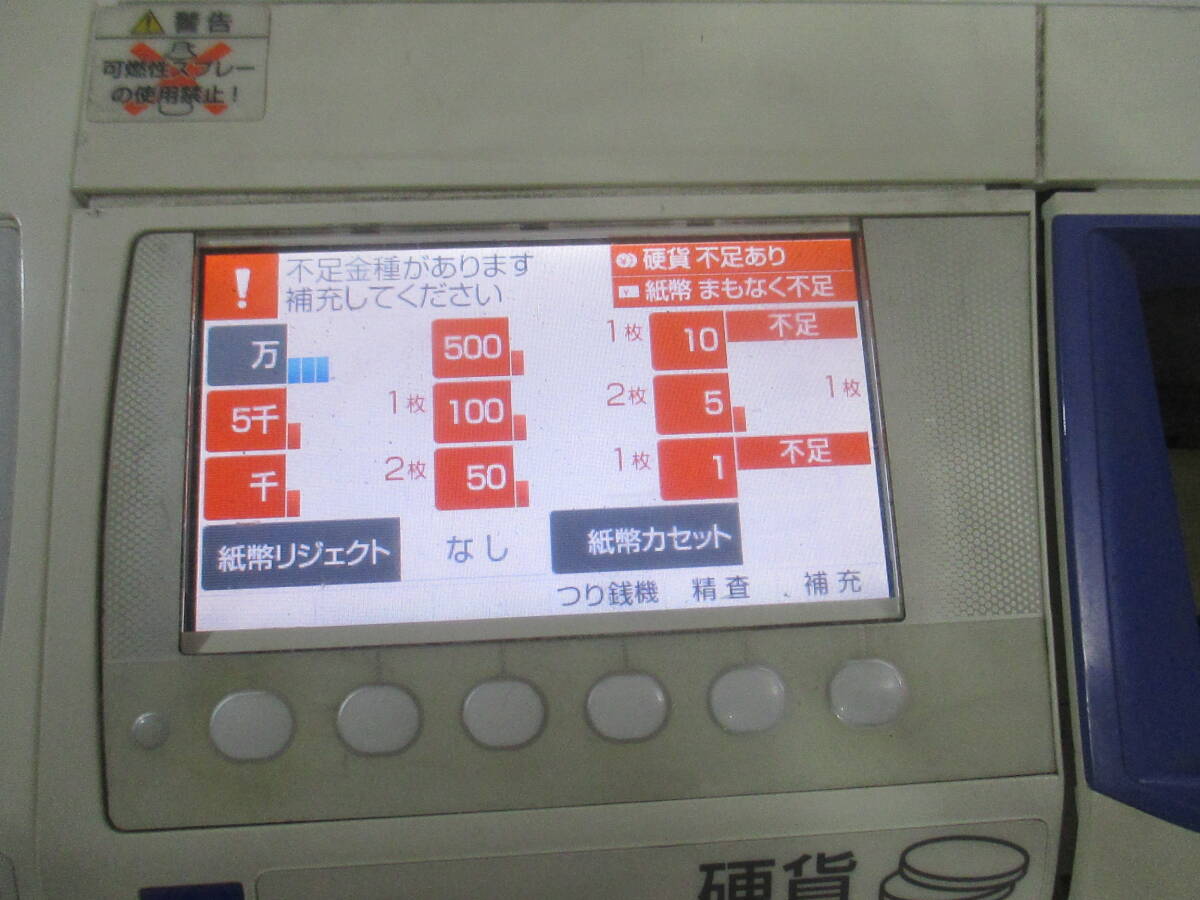 警告
可燃性スプレー
の使用禁止!
! 不足金種があります
補充してください
硬貨 不足あり
紙幣 まもなく不足
万 500 1枚 10 不足
5千 1枚 100 2枚 5 1枚
千 2枚 50 1枚 1 不足
紙幣リジェクト なし 紙幣カセット
つり銭機 精査 補充
硬貨